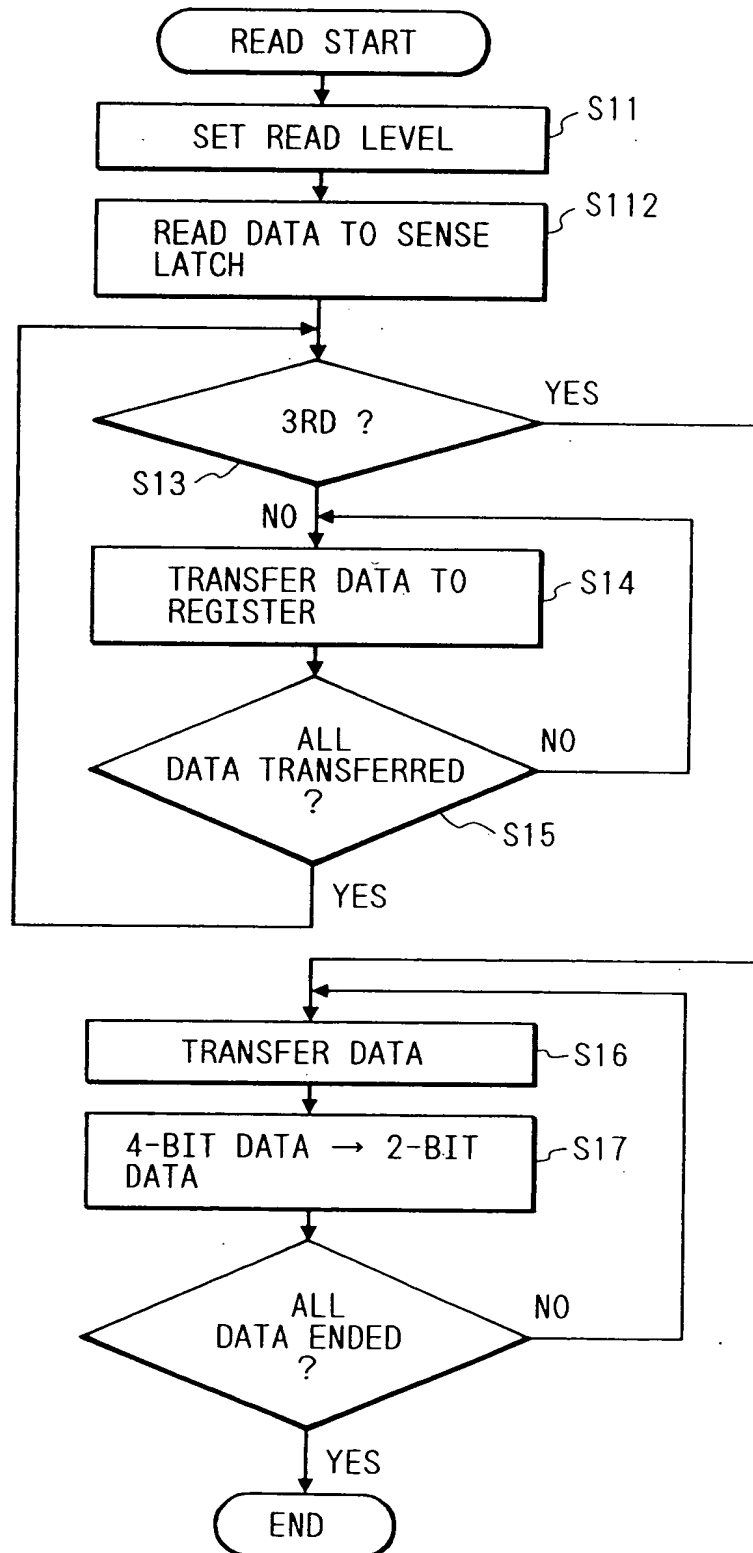 READ START
SET READ LEVEL
S11
READ DATA TO SENSE
LATCH
S112
3RD ?
YES
S13
NO
TRANSFER DATA TO
REGISTER
S14
ALL
DATA TRANSFERRED
?
NO
S15
YES
TRANSFER DATA
S16
4-BIT DATA → 2-BIT
DATA
S17
ALL
DATA ENDED
?
NO
YES
END